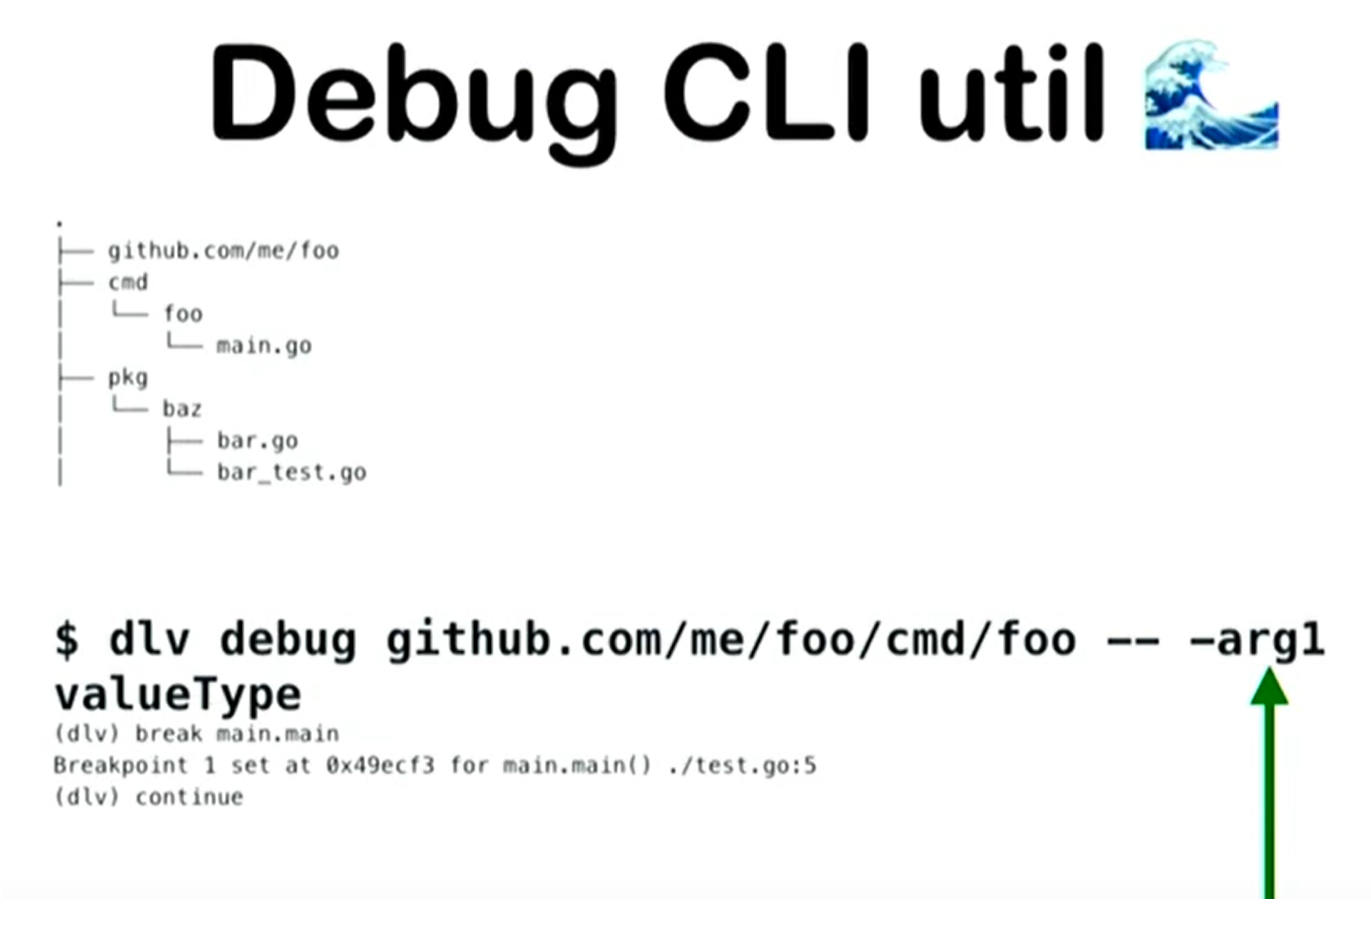 Debug CLI util
.
├── github.com/me/foo
├── cmd
│   └── foo
│       └── main.go
├── pkg
│   └── baz
│       ├── bar.go
│       └── bar_test.go
$ dlv debug github.com/me/foo/cmd/foo -- -arg1
valueType
(dlv) break main.main
Breakpoint 1 set at 0x49ecf3 for main.main() ./test.go:5
(dlv) continue